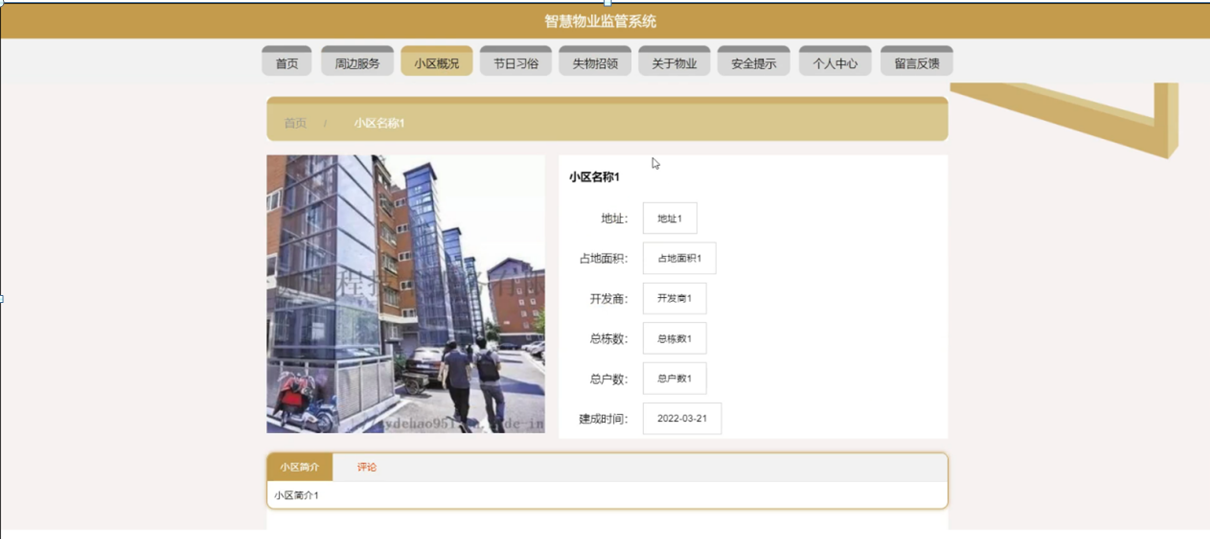 智慧物业监管系统
首页 周边服务 小区概况 节日习俗 失物招领 关于物业 安全提示 个人中心 留言反馈
首页 / 小区名称1
小区名称1
地址： 地址1
占地面积： 占地面积1
开发商： 开发商1
总栋数： 总栋数1
总户数： 总户数1
建成时间： 2022-03-21
小区简介 评论
小区简介1